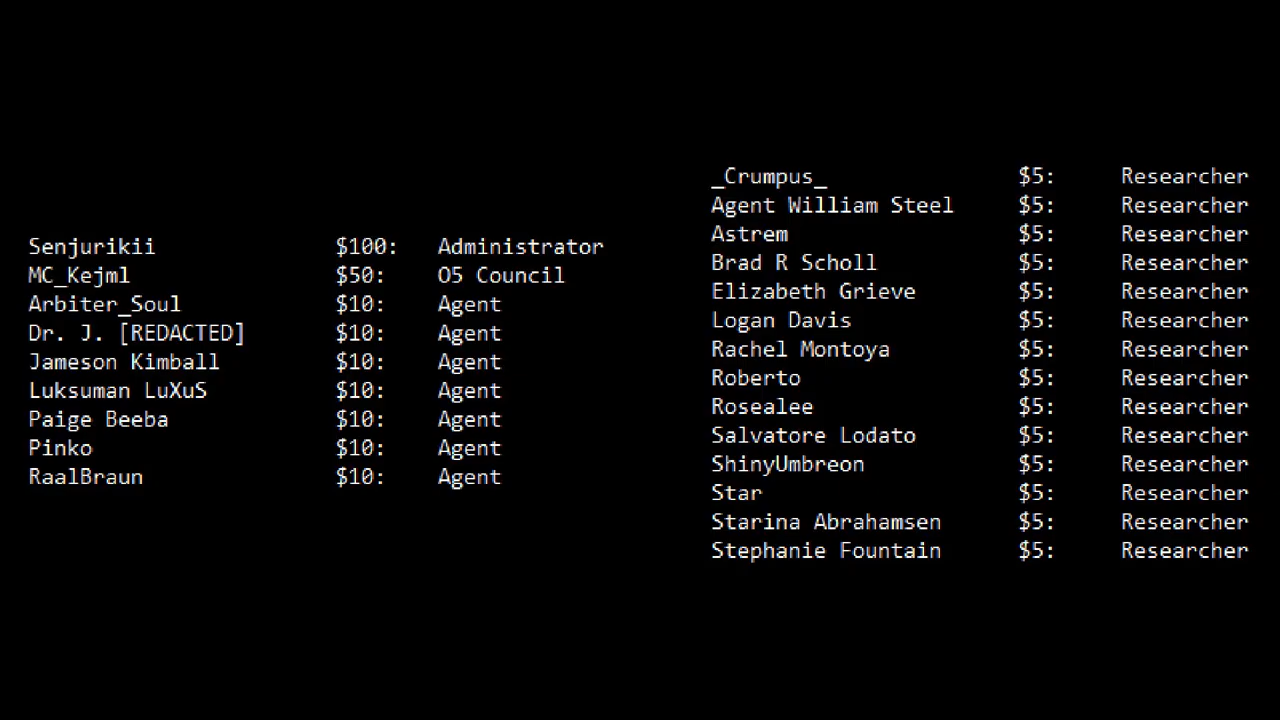 Senjurikii $100: Administrator
MC_Kejml $50: O5 Council
Arbiter_Soul $10: Agent
Dr. J. [REDACTED] $10: Agent
Jameson Kimball $10: Agent
Luksuman LuXuS $10: Agent
Paige Beeba $10: Agent
Pinko $10: Agent
RaalBraun $10: Agent
_Crumpus_ $5: Researcher
Agent William Steel $5: Researcher
Astrem $5: Researcher
Brad R Scholl $5: Researcher
Elizabeth Grieve $5: Researcher
Logan Davis $5: Researcher
Rachel Montoya $5: Researcher
Roberto $5: Researcher
Rosealee $5: Researcher
Salvatore Lodato $5: Researcher
ShinyUmbreon $5: Researcher
Star $5: Researcher
Starina Abrahamsen $5: Researcher
Stephanie Fountain $5: Researcher